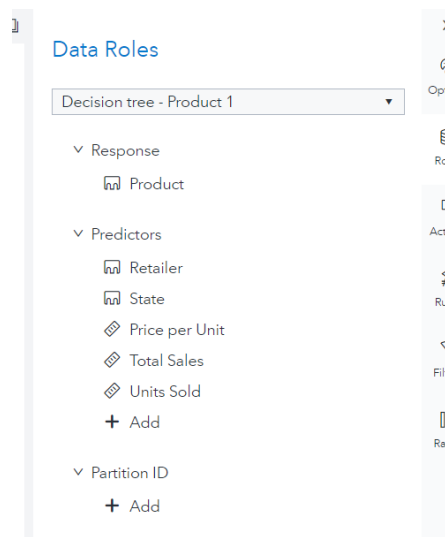 Data Roles
Decision tree - Product 1
Response
Product
Predictors
Retailer
State
Price per Unit
Total Sales
Units Sold
+ Add
Partition ID
+ Add